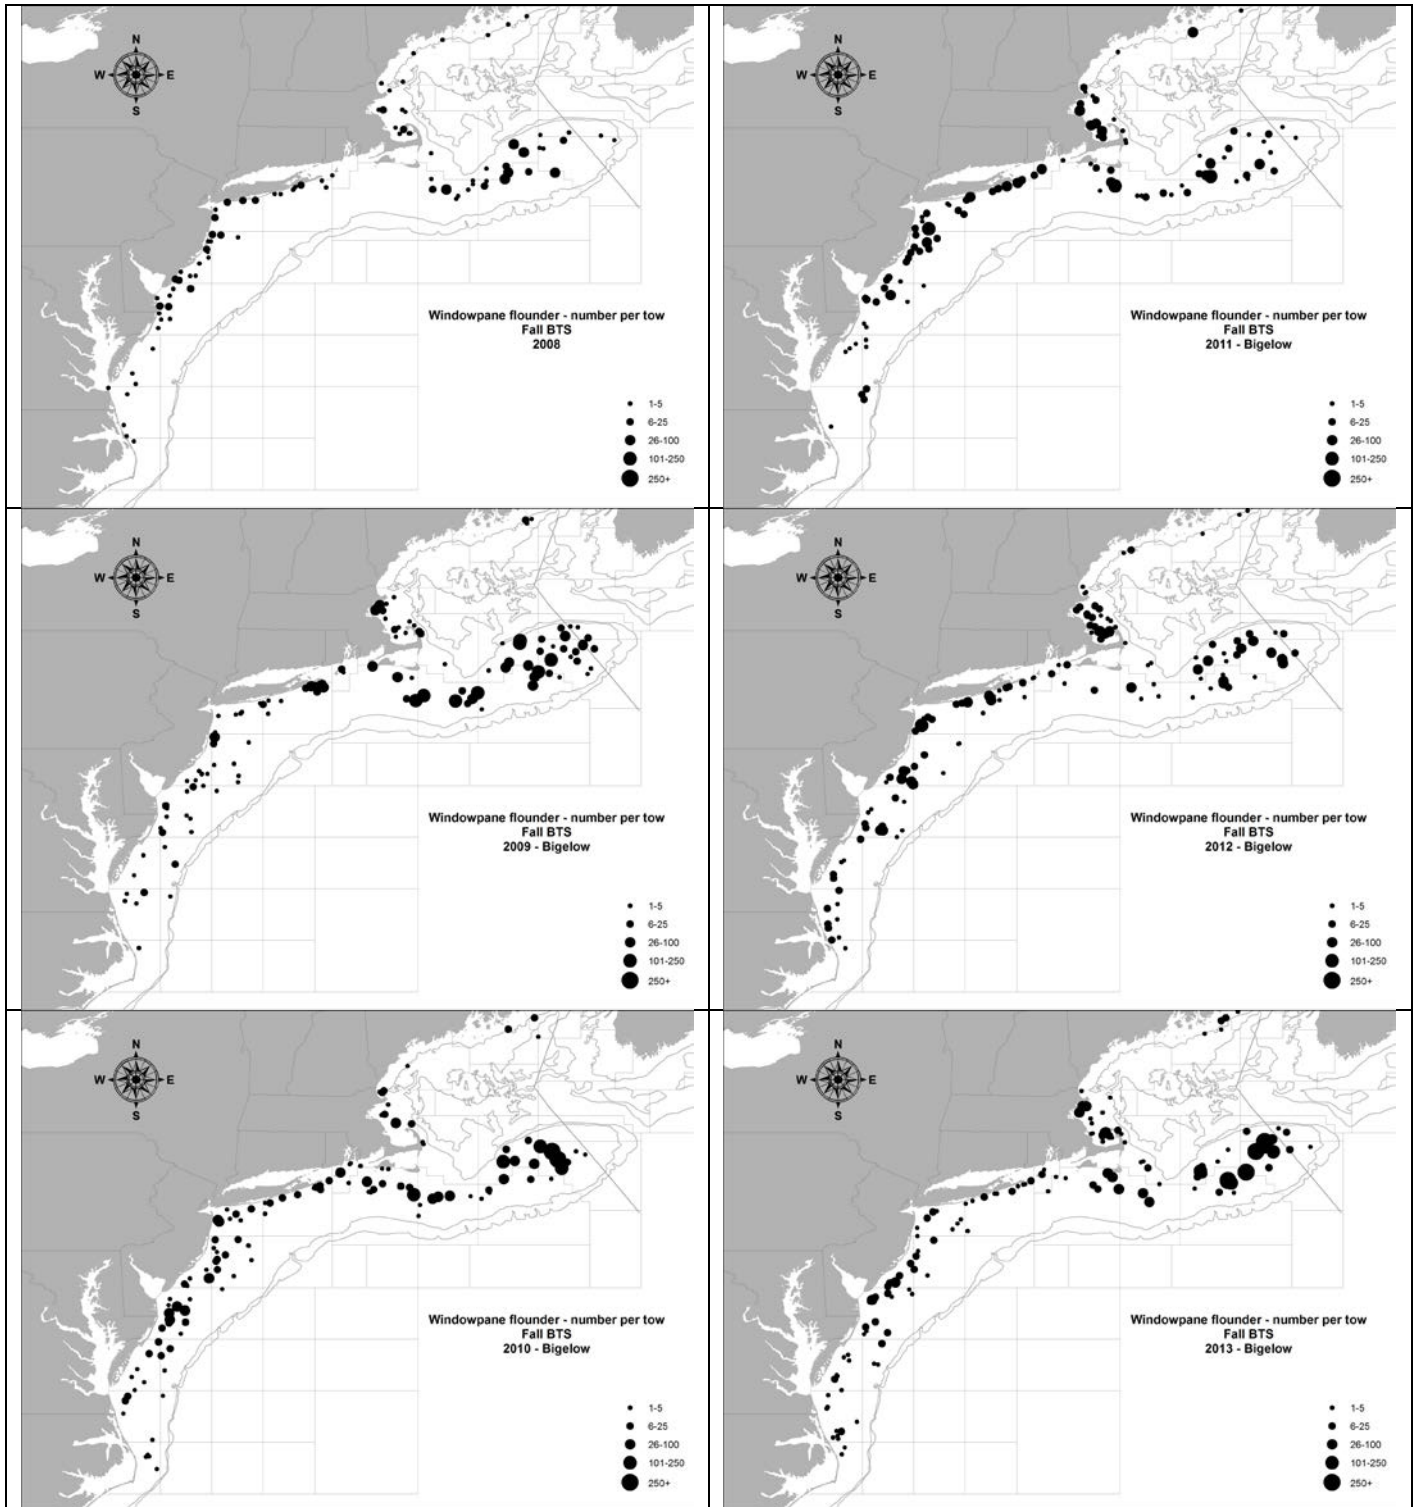 N
W E
S
Windowpane flounder - number per tow
Fall BTS
2008
1-5
6-25
26-100
101-250
250+
N
W E
S
Windowpane flounder - number per tow
Fall BTS
2011 - Bigelow
1-5
6-25
26-100
101-250
250+
N
W E
S
Windowpane flounder - number per tow
Fall BTS
2009 - Bigelow
1-5
6-25
26-100
101-250
250+
N
W E
S
Windowpane flounder - number per tow
Fall BTS
2012 - Bigelow
1-5
6-25
26-100
101-250
250+
N
W E
S
Windowpane flounder - number per tow
Fall BTS
2010 - Bigelow
1-5
6-25
26-100
101-250
250+
N
W E
S
Windowpane flounder - number per tow
Fall BTS
2013 - Bigelow
1-5
6-25
26-100
101-250
250+